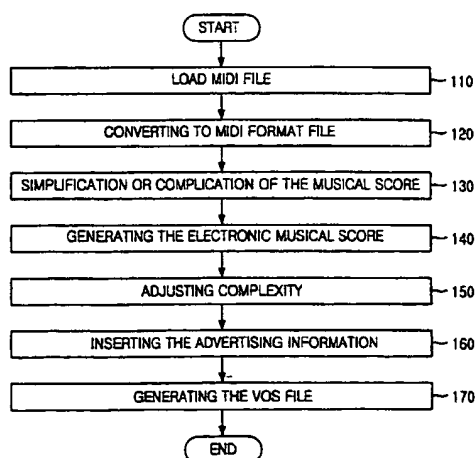 START
LOAD MIDI FILE 110
CONVERTING TO MIDI FORMAT FILE 120
SIMPLIFICATION OR COMPLICATION OF THE MUSICAL SCORE 130
GENERATING THE ELECTRONIC MUSICAL SCORE 140
ADJUSTING COMPLEXITY 150
INSERTING THE ADVERTISING INFORMATION 160
GENERATING THE VOS FILE 170
END